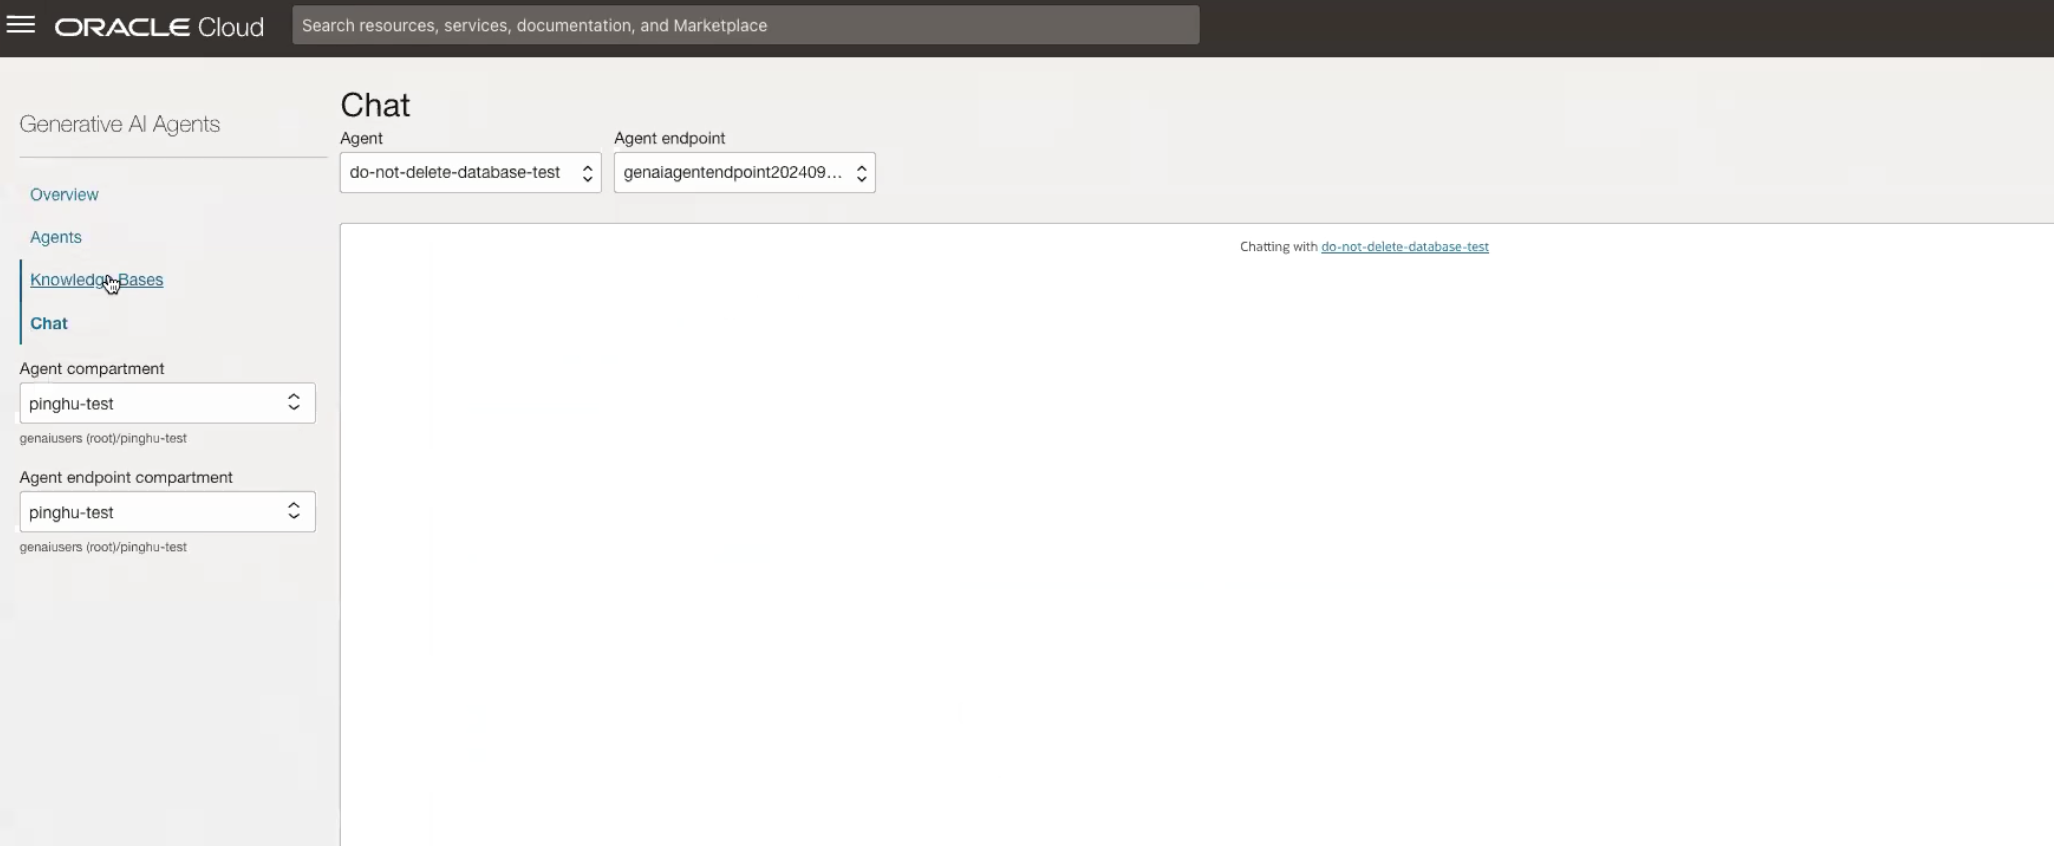 ORACLE Cloud
Search resources, services, documentation, and Marketplace
Generative AI Agents
Overview
Agents
Knowledge Bases
Chat
Agent compartment
pinghu-test
genaiusers (root)/pinghu-test
Agent endpoint compartment
pinghu-test
genaiusers (root)/pinghu-test
Chat
Agent
do-not-delete-database-test
Agent endpoint
genaiagentendpoint202409...
Chatting with do-not-delete-database-test